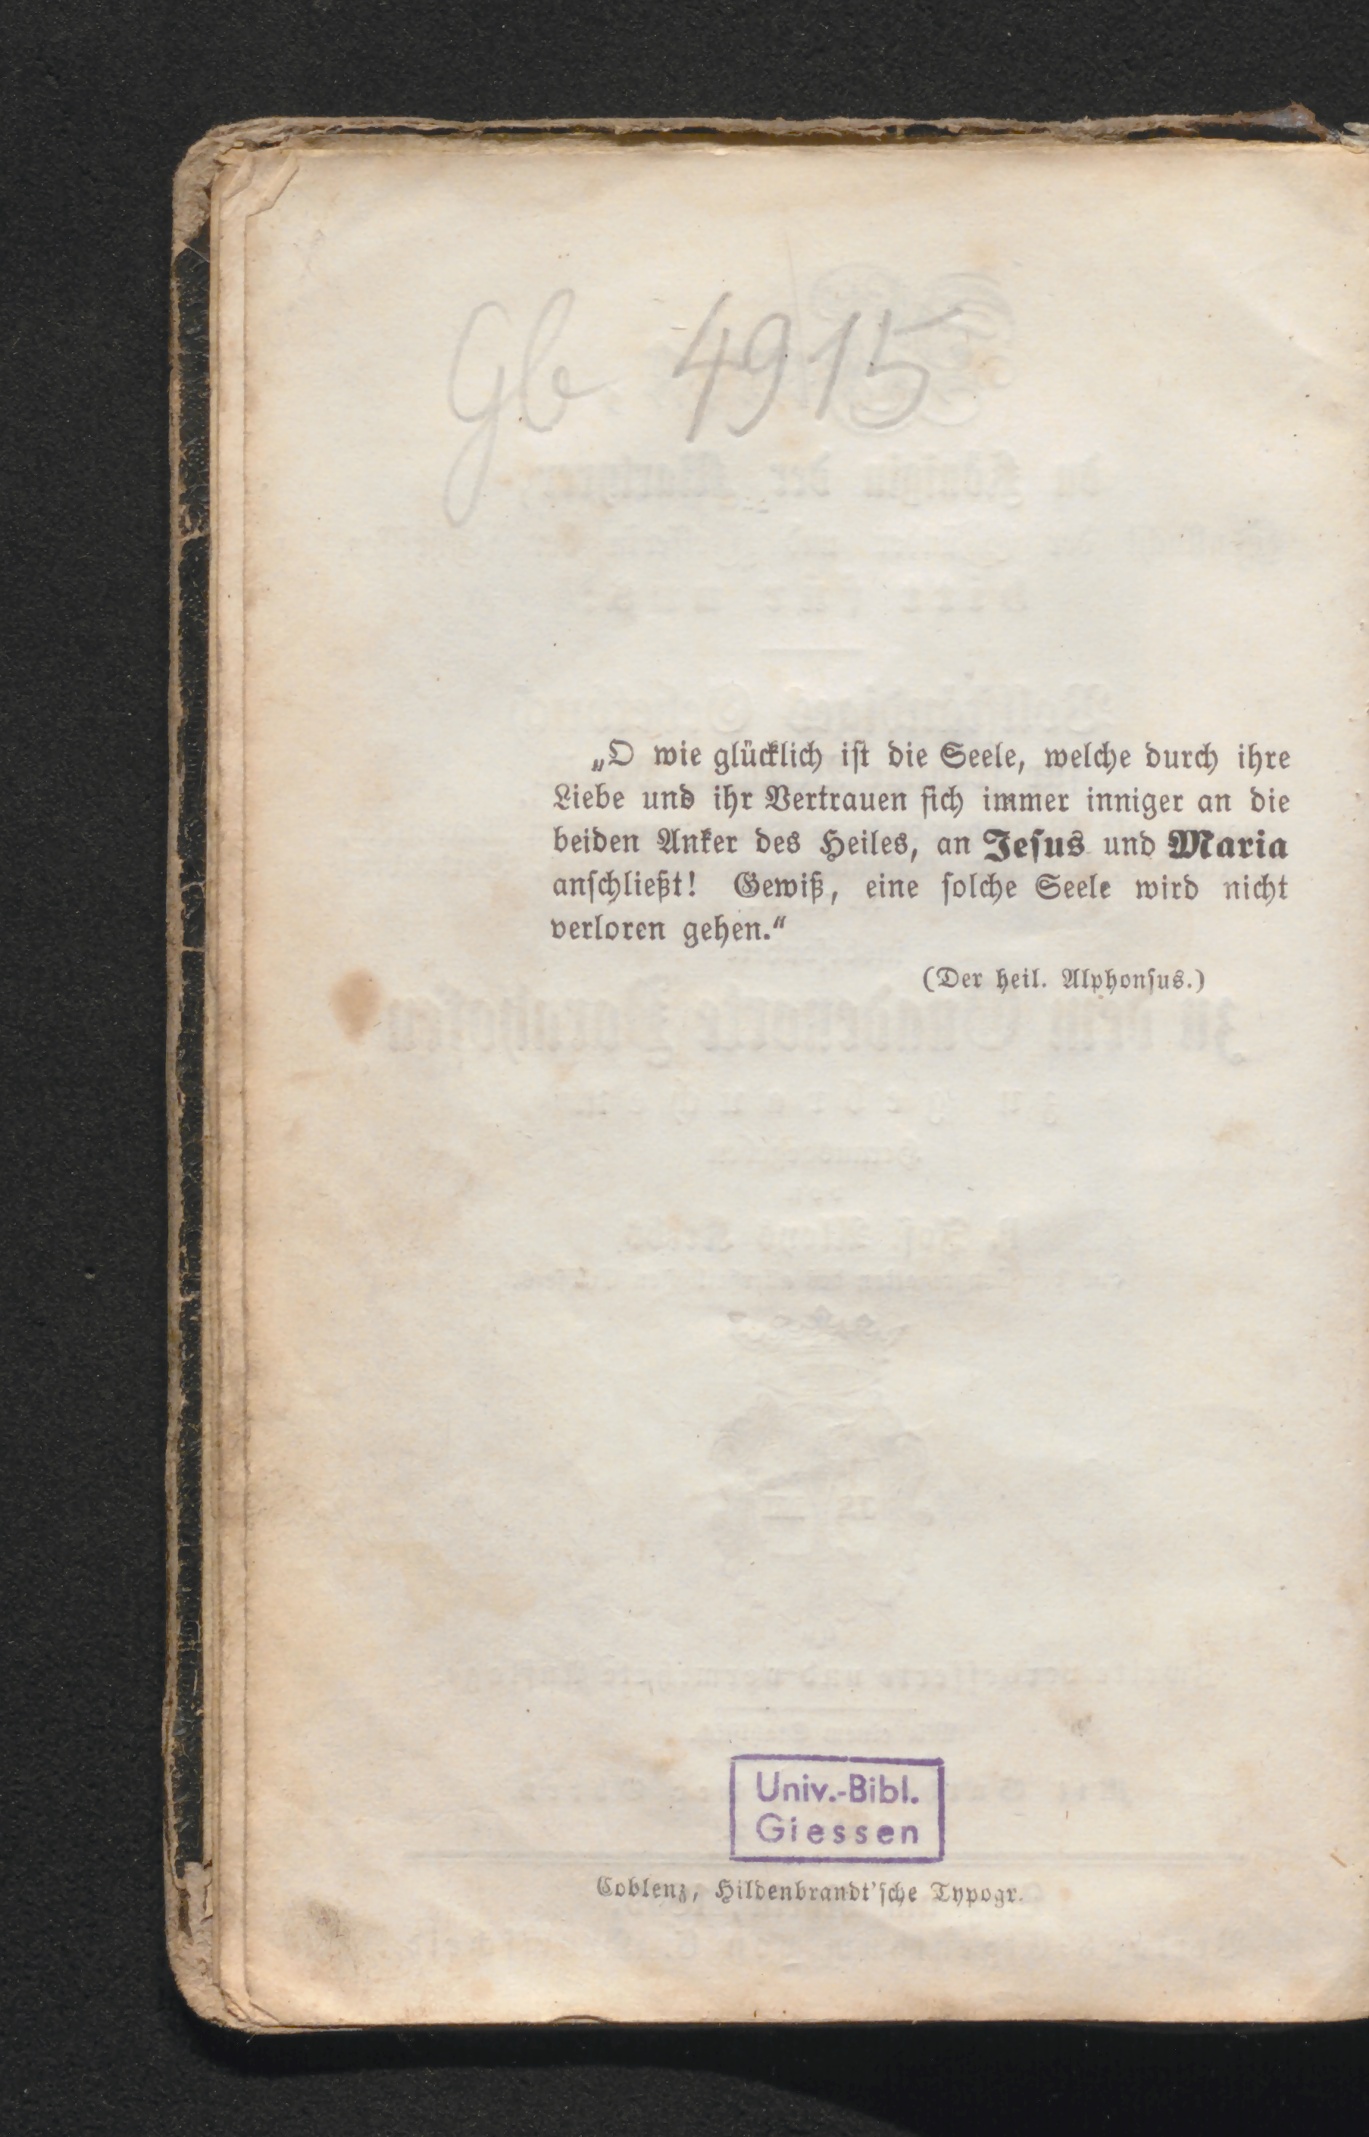 Gb 4915
„O wie glücklich ist die Seele, welche durch ihre
Liebe und ihr Vertrauen sich immer inniger an die
beiden Anker des Heiles, an Jesus und Maria
anschließt! Gewiß, eine solche Seele wird nicht
verloren gehen.“
(Der heil. Alphonsus.)
Univ.-Bibl.
Giessen
Coblenz, Hildenbrandt'sche Typogr.